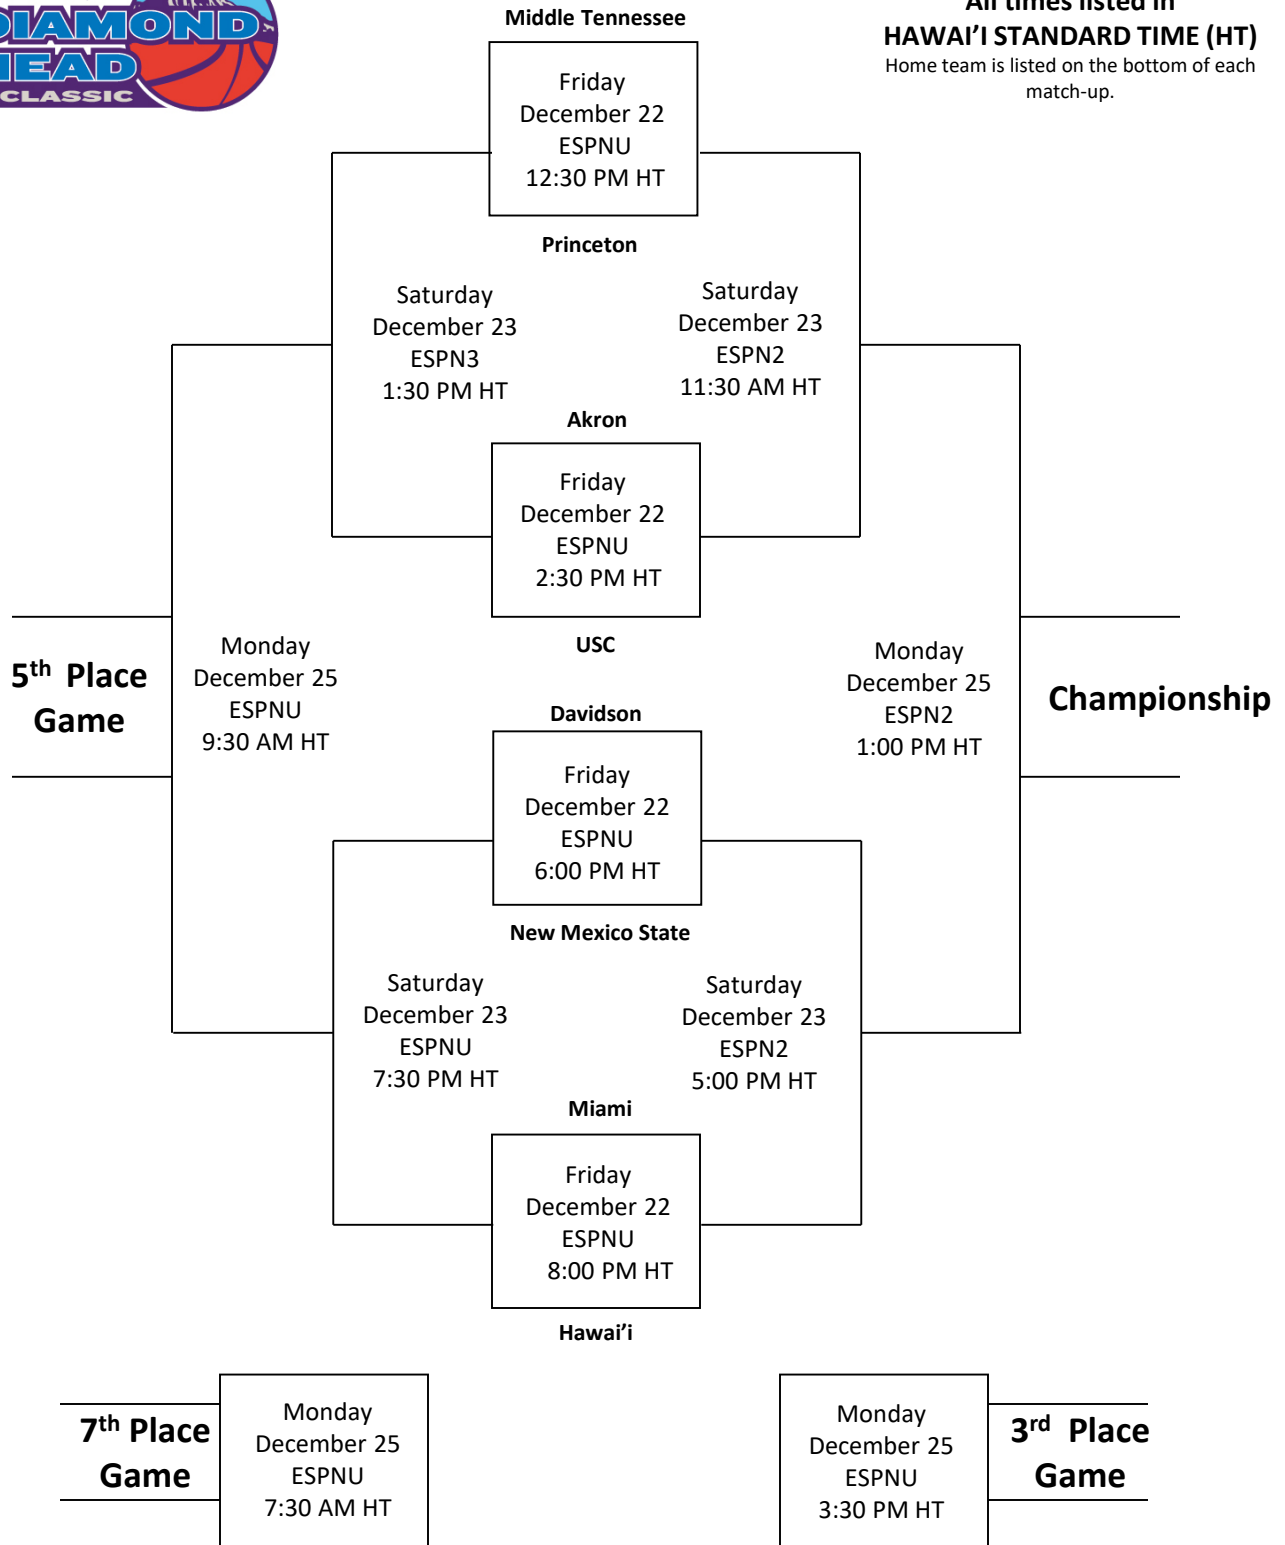 DIAMOND
HEAD
CLASSIC
All times listed in
HAWAI'I STANDARD TIME (HT)
Home team is listed on the bottom of each
match-up.
Middle Tennessee
Friday
December 22
ESPNU
12:30 PM HT
Princeton
Saturday
December 23
ESPN3
1:30 PM HT
Saturday
December 23
ESPN2
11:30 AM HT
Akron
Friday
December 22
ESPNU
2:30 PM HT
USC
5th Place
Game
Monday
December 25
ESPNU
9:30 AM HT
Monday
December 25
ESPN2
1:00 PM HT
Championship
Davidson
Friday
December 22
ESPNU
6:00 PM HT
New Mexico State
Saturday
December 23
ESPNU
7:30 PM HT
Saturday
December 23
ESPN2
5:00 PM HT
Miami
Friday
December 22
ESPNU
8:00 PM HT
Hawai’i
7th Place
Game
Monday
December 25
ESPNU
7:30 AM HT
Monday
December 25
ESPNU
3:30 PM HT
3rd Place
Game